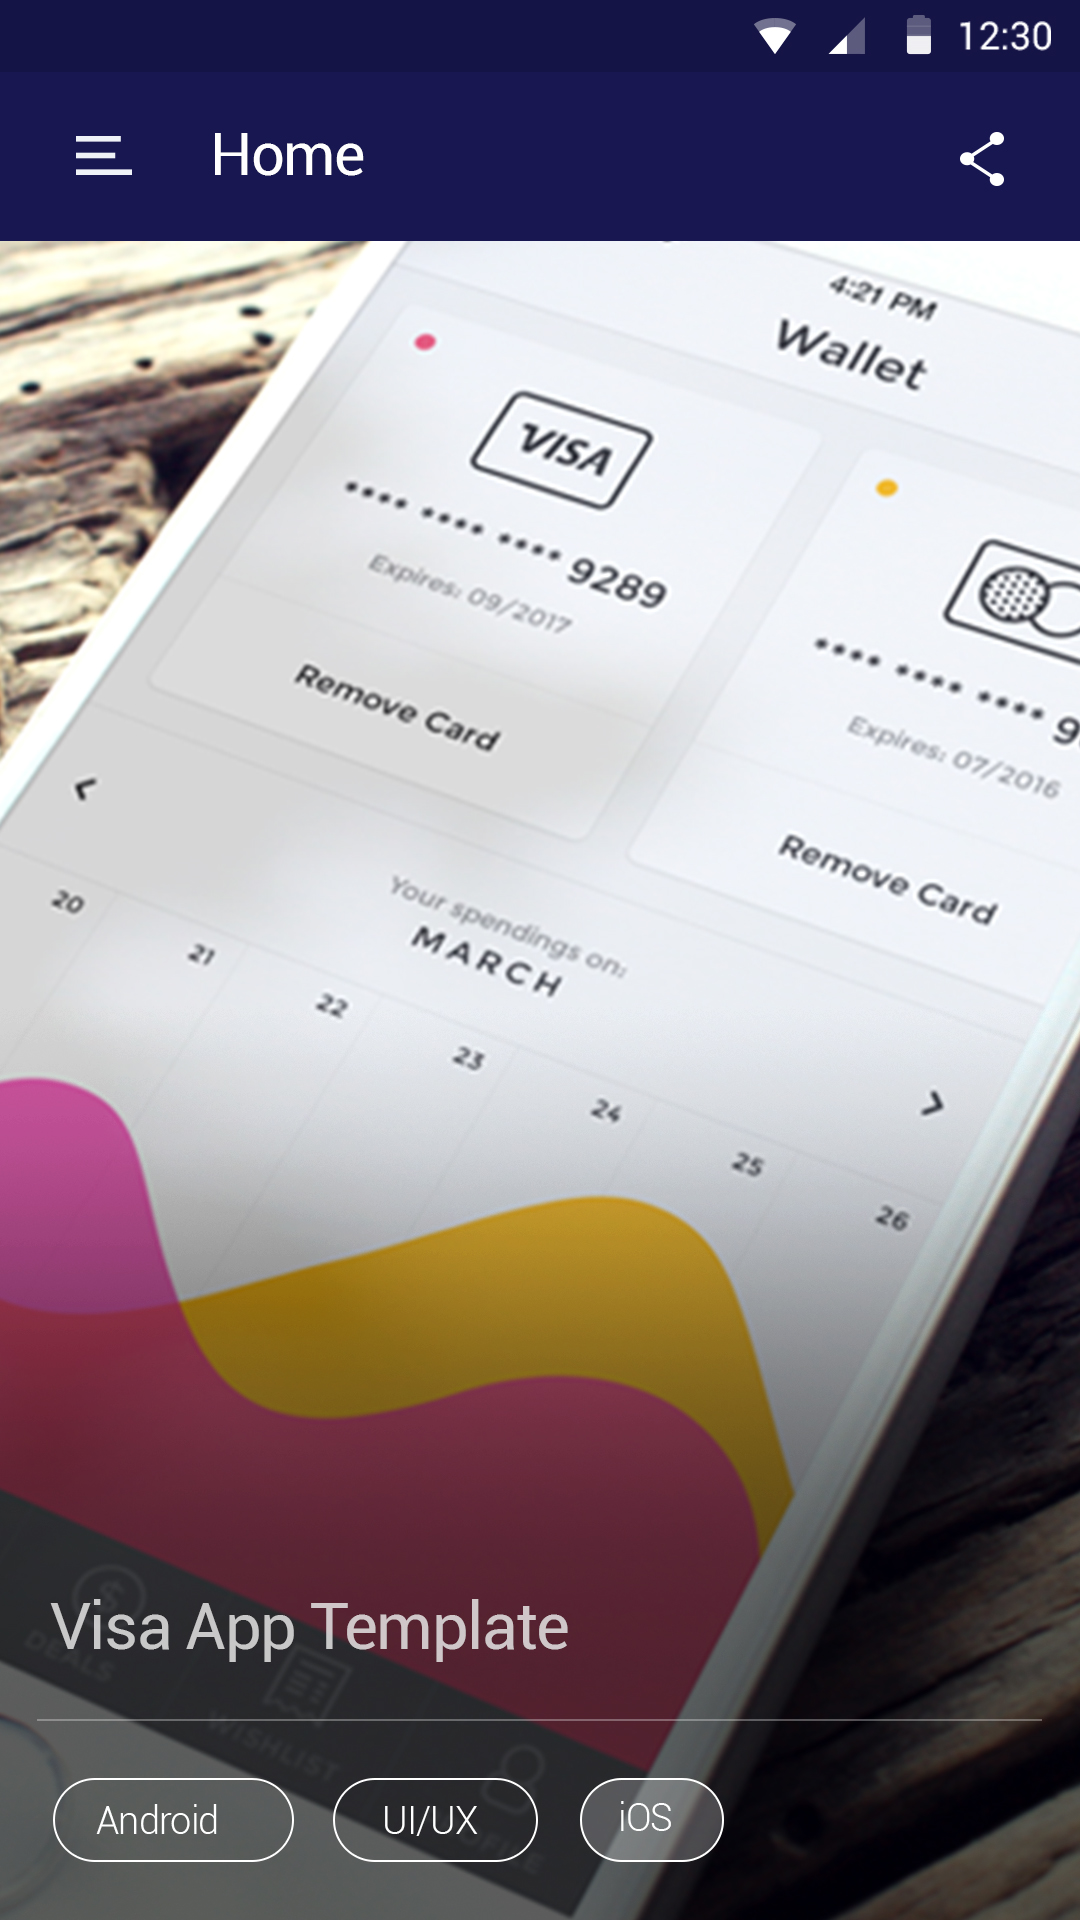 12:30
Home
4:21 PM
Wallet
VISA
•••• •••• •••• 9289
Expires: 09/2017
Remove Card
•••• •••• •••• 9
Expires: 07/2016
Remove Card
Your spendings on:
MARCH
20
21
22
23
24
25
26
DEALS
WISHLIST
Visa App Template
Android
UI/UX
iOS